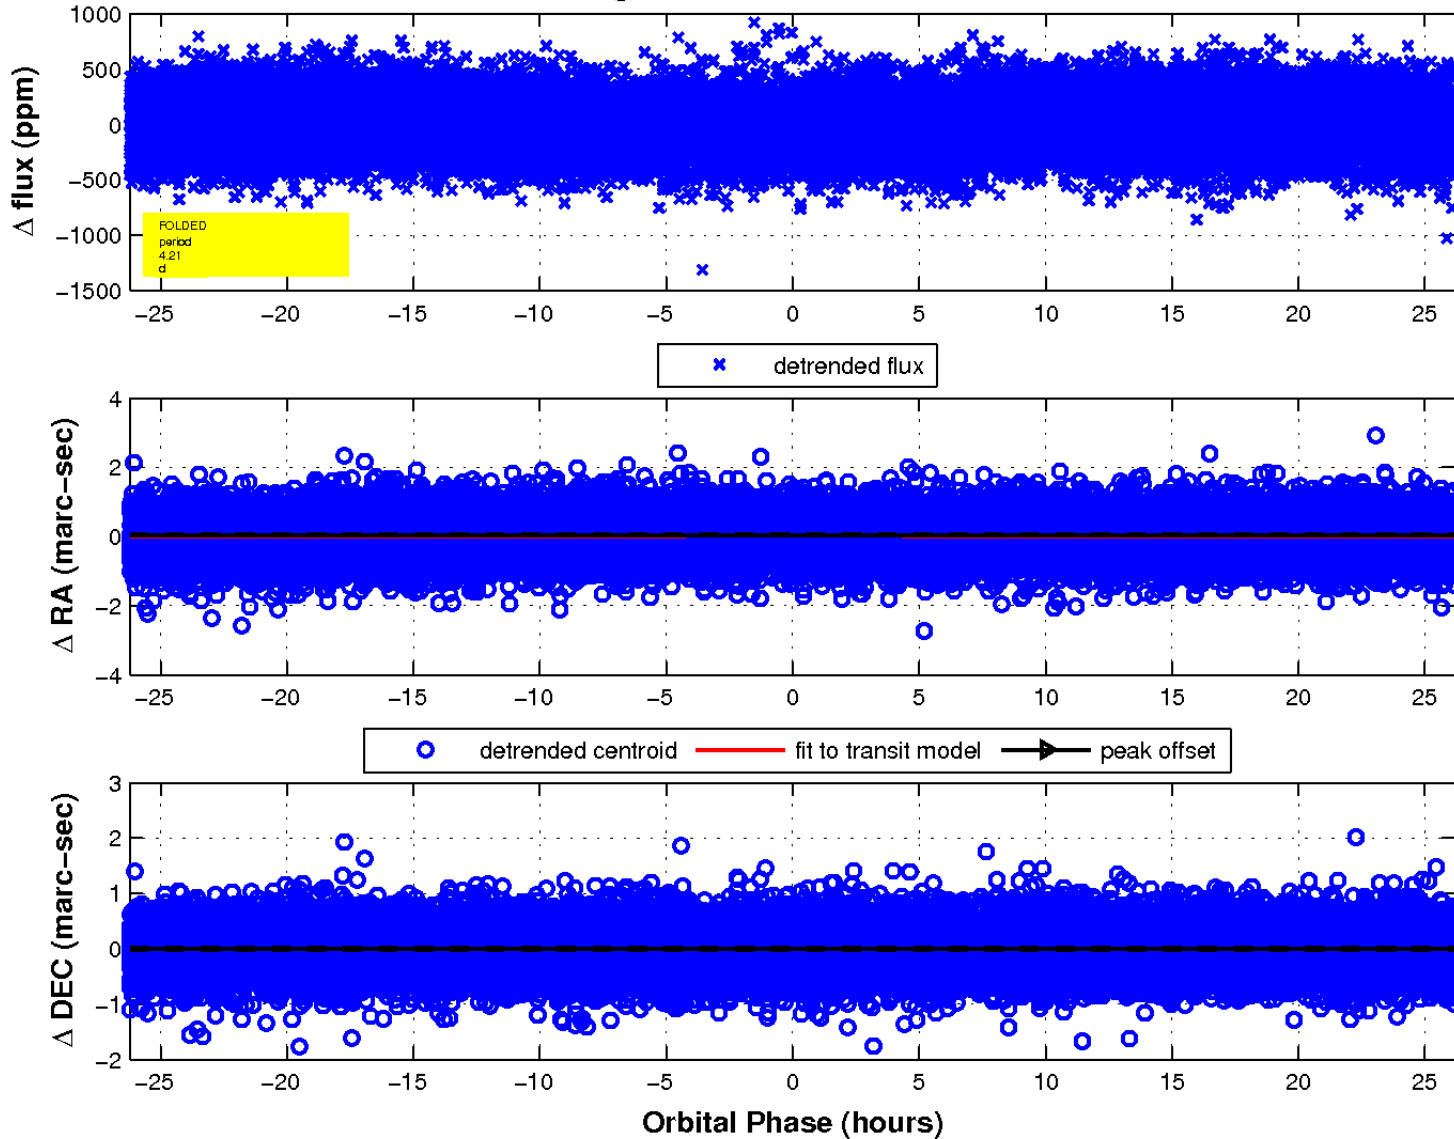 1000
500
0
−500
−1000
−1500
Δ flux (ppm)
FOLDED
period
4.21
d
−25 −20 −15 −10 −5 0 5 10 15 20 25
detrended flux
4
2
0
−2
−4
Δ RA (marc−sec)
−25 −20 −15 −10 −5 0 5 10 15 20 25
detrended centroid fit to transit model peak offset
3
2
1
0
−1
−2
Δ DEC (marc−sec)
−25 −20 −15 −10 −5 0 5 10 15 20 25
Orbital Phase (hours)